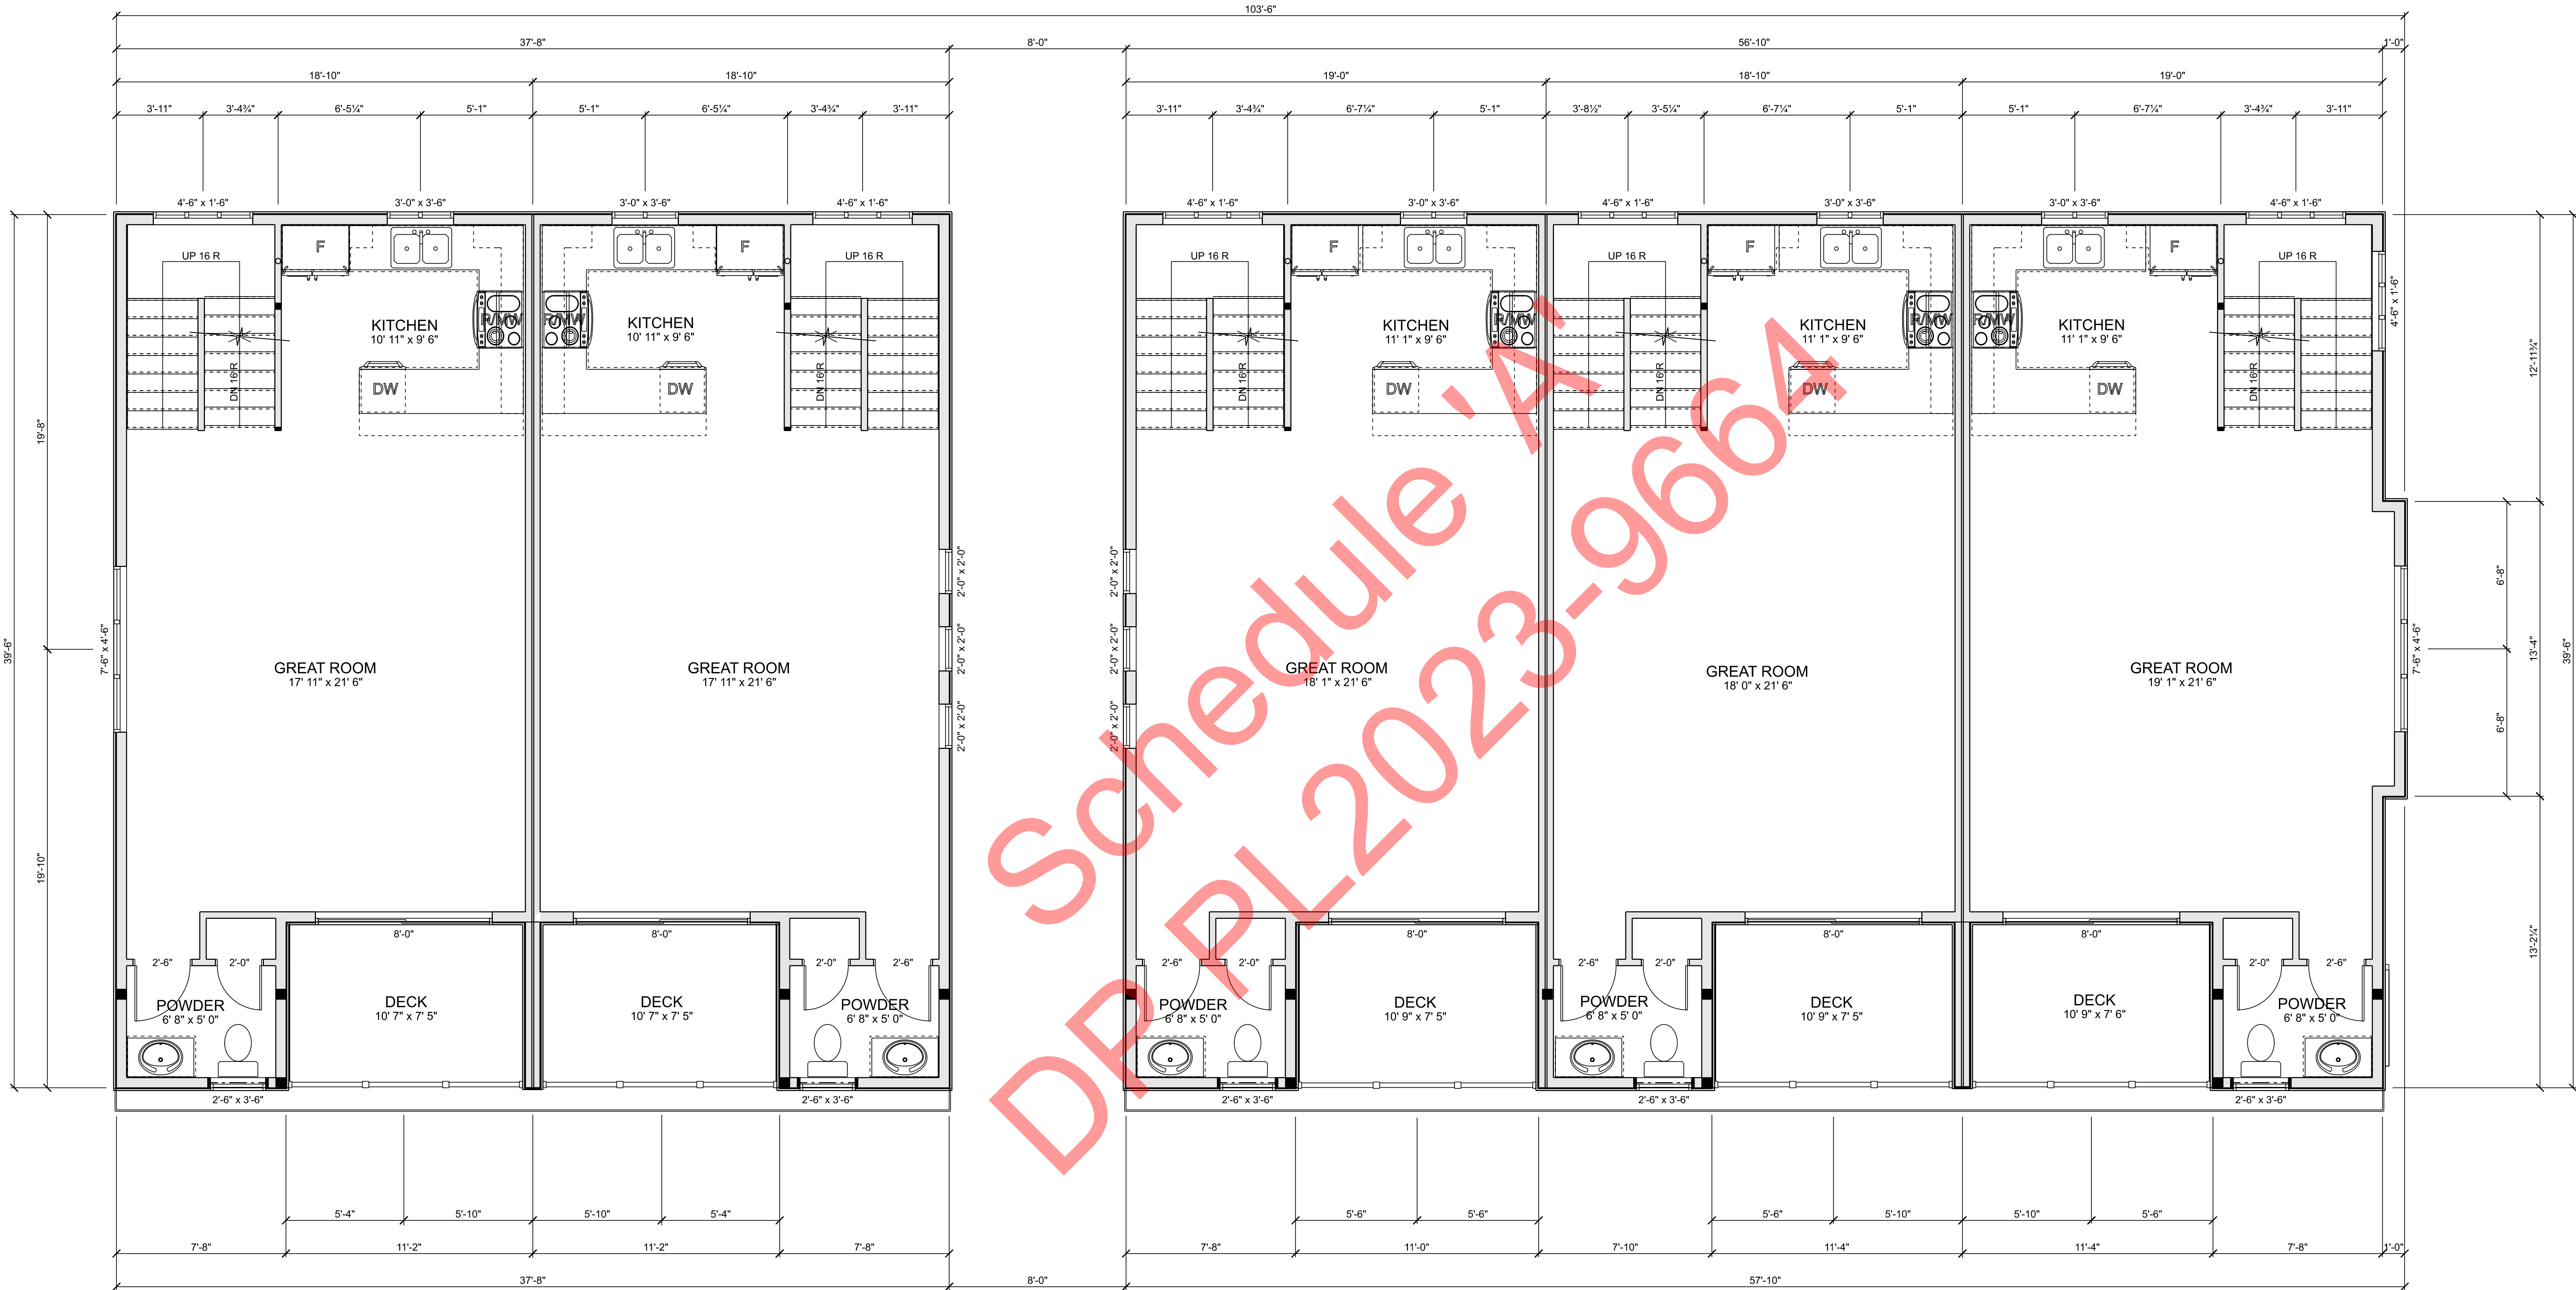 103'-6"
37'-8" 8'-0" 56'-10" 1'-0"
18'-10" 18'-10" 19'-0" 18'-10" 19'-0"
3'-11" 3'-4¾" 6'-5¼" 5'-1" 5'-1" 6'-5¼" 3'-4¾" 3'-11" 3'-11" 3'-4¾" 6'-7¼" 5'-1" 3'-8½" 3'-5¼" 6'-7¼" 5'-1" 5'-1" 6'-7¼" 3'-4¾" 3'-11"
4'-6" x 1'-6" 3'-0" x 3'-6" 3'-0" x 3'-6" 4'-6" x 1'-6" 4'-6" x 1'-6" 3'-0" x 3'-6" 4'-6" x 1'-6" 3'-0" x 3'-6" 3'-0" x 3'-6" 4'-6" x 1'-6"
F F F F F
UP 16 R UP 16 R UP 16 R UP 16 R UP 16 R
4'-6" x 1'-6"
R/MW R/MW R/MW R/MW R/MW
KITCHEN KITCHEN KITCHEN KITCHEN KITCHEN
10' 11" x 9' 6" 10' 11" x 9' 6" 11' 1" x 9' 6" 11' 1" x 9' 6" 11' 1" x 9' 6"
12'-11¾"
DN 16 R DN 16 R DN 16 R DN 16 R DN 16 R
DW DW DW DW DW
19'-8"
2'-0" x 2'-0" 2'-0" x 2'-0"
6'-8"
39'-6" 7'-6" x 4'-6" 2'-0" x 2'-0" 2'-0" x 2'-0" 7'-6" x 4'-6" 13'-4" 39'-6"
GREAT ROOM GREAT ROOM GREAT ROOM GREAT ROOM GREAT ROOM
17' 11" x 21' 6" 17' 11" x 21' 6" 18' 1" x 21' 6" 18' 0" x 21' 6" 19' 1" x 21' 6"
2'-0" x 2'-0" 2'-0" x 2'-0"
6'-8"
Schedule 'A'
DP PL2023-9664
19'-10"
13'-2¼"
8'-0" 8'-0" 8'-0" 8'-0" 8'-0"
2'-6" 2'-0" 2'-0" 2'-6" 2'-6" 2'-0" 2'-6" 2'-0" 2'-0" 2'-6"
POWDER DECK DECK POWDER POWDER DECK POWDER DECK DECK POWDER
6' 8" x 5' 0" 10' 7" x 7' 5" 10' 7" x 7' 5" 6' 8" x 5' 0" 6' 8" x 5' 0" 10' 9" x 7' 5" 6' 8" x 5' 0" 10' 9" x 7' 5" 10' 9" x 7' 6" 6' 8" x 5' 0"
2'-6" x 3'-6" 2'-6" x 3'-6" 2'-6" x 3'-6" 2'-6" x 3'-6" 2'-6" x 3'-6"
5'-4" 5'-10" 5'-10" 5'-4" 5'-6" 5'-6" 5'-6" 5'-10" 5'-10" 5'-6"
7'-8" 11'-2" 11'-2" 7'-8" 7'-8" 11'-0" 7'-10" 11'-4" 11'-4" 7'-8" 1'-0"
37'-8" 8'-0" 57'-10"